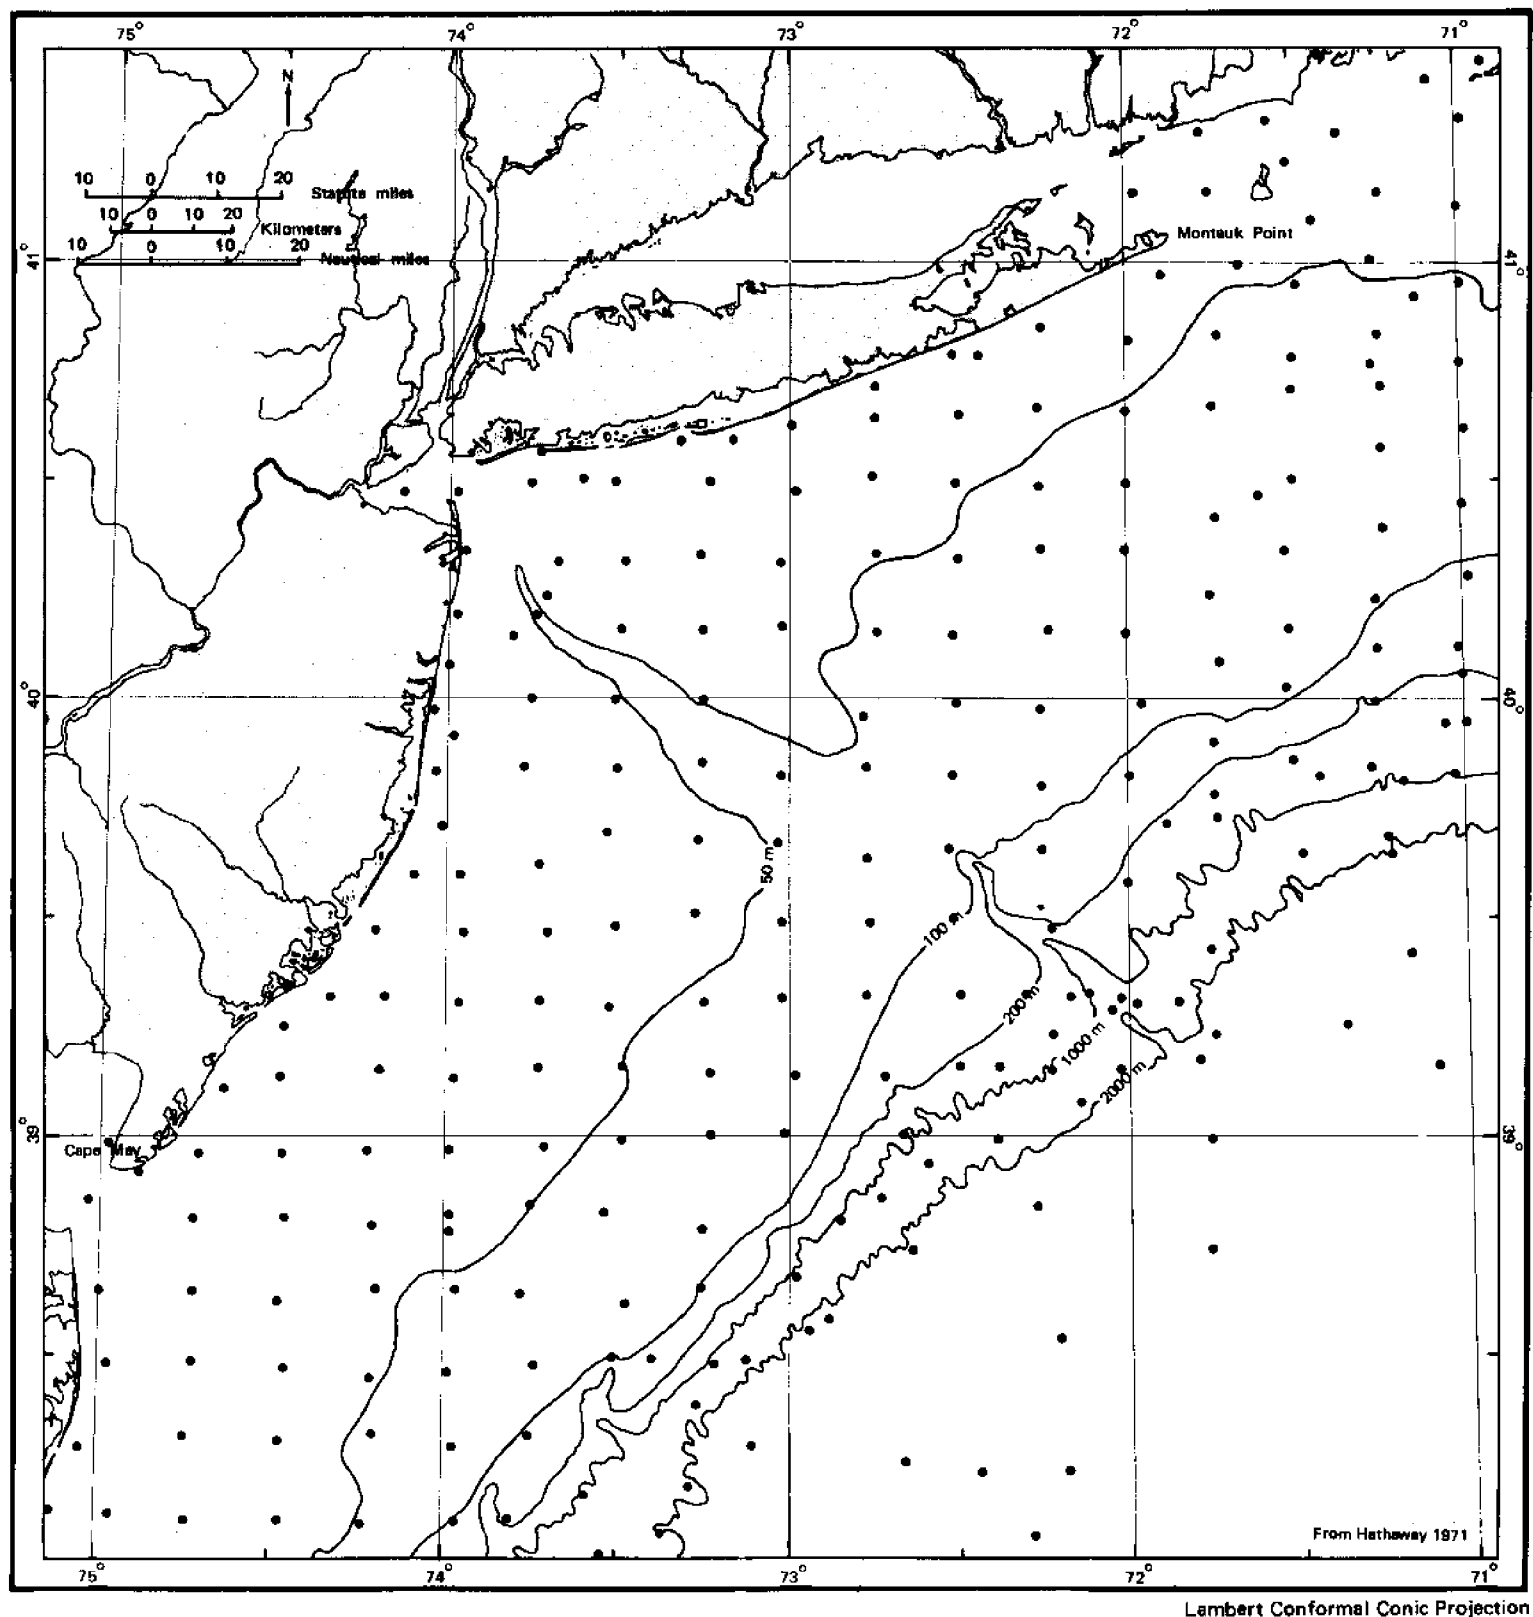 75° 74° 73° 72° 71°
N
10 0 10 20
Statute miles
10 0 10 20
Kilometers
10 0 10 20
Nautical miles
Montauk Point
41° 41°
40° 40°
50 m
100 m
200 m
1000 m
2000 m
39° 39°
Cape May
From Hathaway 1971
75° 74° 73° 72° 71°
Lambert Conformal Conic Projection